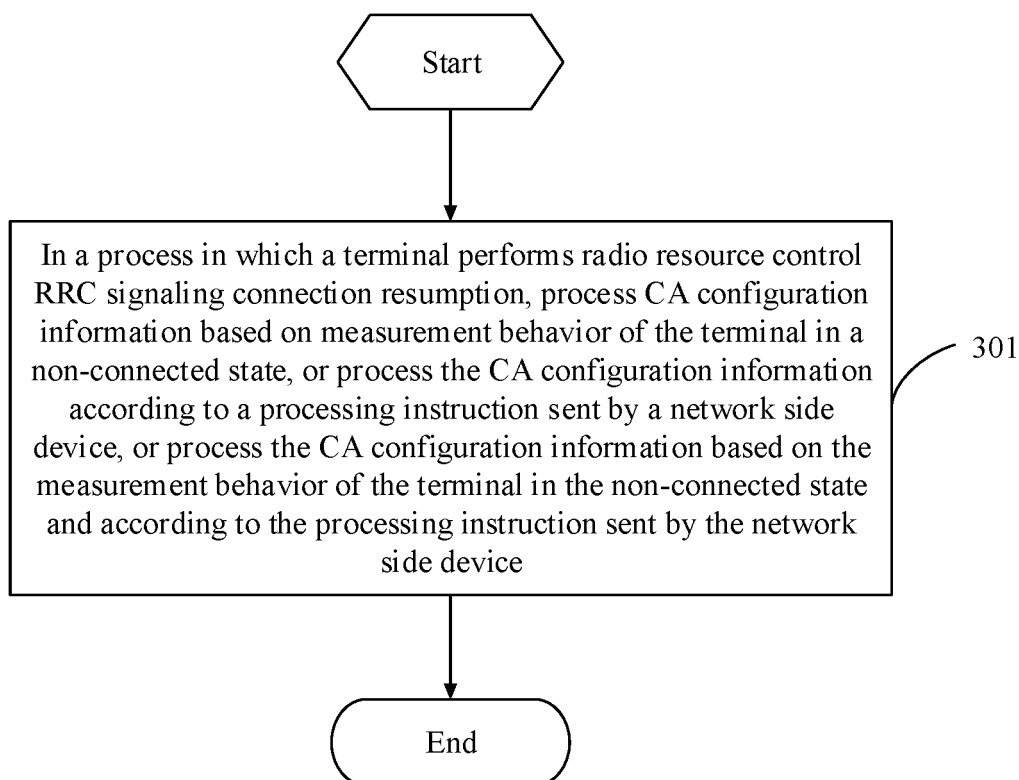 Start
In a process in which a terminal performs radio resource control
RRC signaling connection resumption, process CA configuration
information based on measurement behavior of the terminal in a
non-connected state, or process the CA configuration information
according to a processing instruction sent by a network side
device, or process the CA configuration information based on the
measurement behavior of the terminal in the non-connected state
and according to the processing instruction sent by the network
side device
301
End